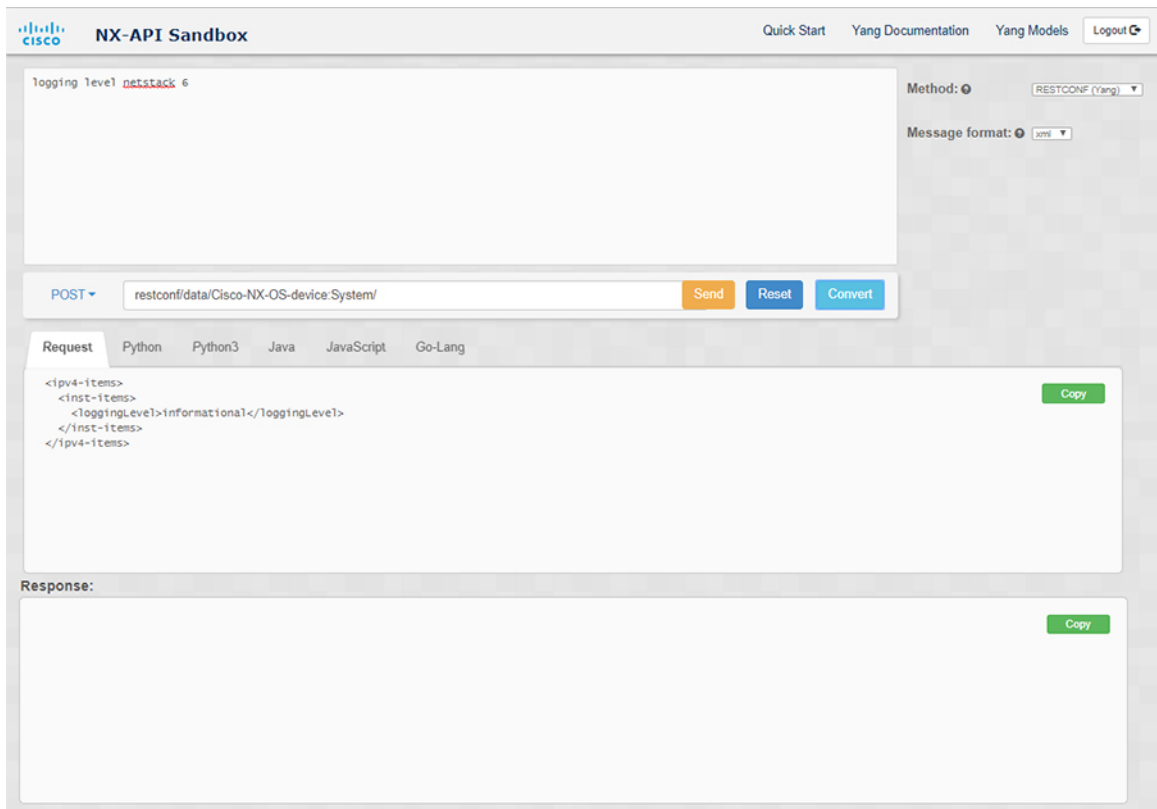 CISCO NX-API Sandbox Quick Start Yang Documentation Yang Models Logout
logging level netstack 6
Method: RESTCONF (Yang)
Message format: xml
POST restconf/data/Cisco-NX-OS-device:System/ Send Reset Convert
Request Python Python3 Java JavaScript Go-Lang
Copy
<ipv4-items>
<inst-items>
<loggingLevel>informational</loggingLevel>
</inst-items>
</ipv4-items>
Response:
Copy